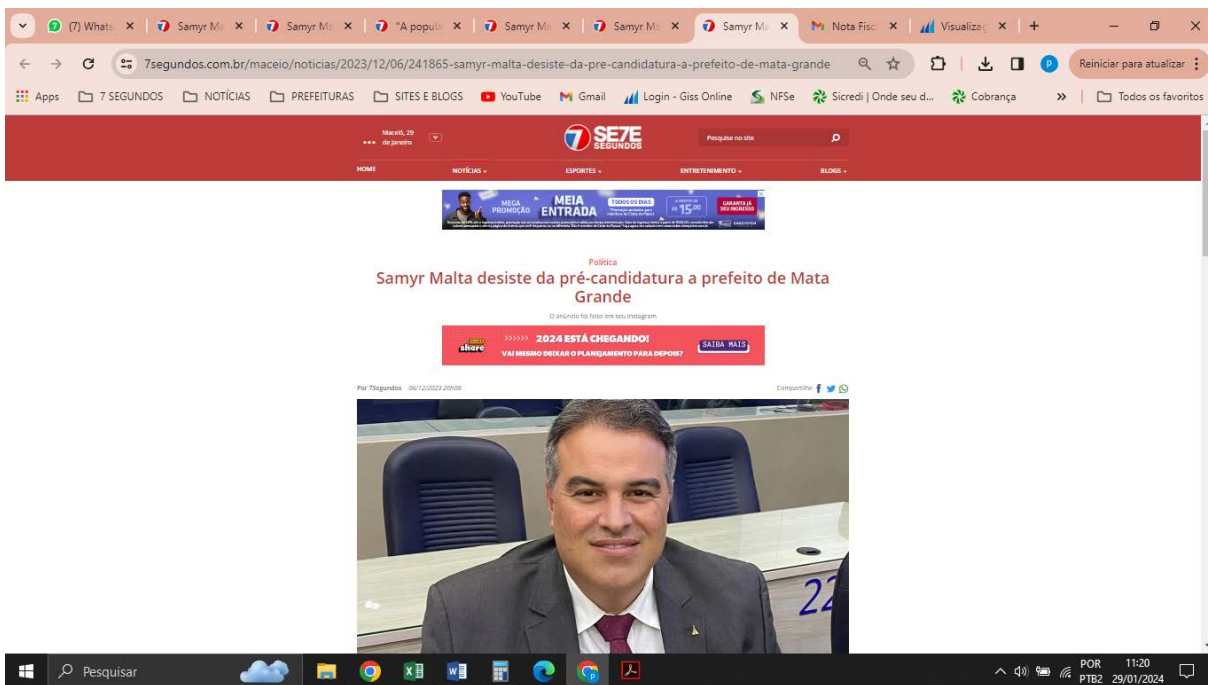 (7) Whats
Samyr Ma
Samyr Ma
"A popula
Samyr Ma
Samyr Ma
Samyr Ma
Nota Fisc
Visualizaç
7segundos.com.br/maceio/noticias/2023/12/06/241865-samyr-malta-desiste-da-pre-candidatura-a-prefeito-de-mata-grande
P
Reiniciar para atualizar
Apps
7 SEGUNDOS
NOTÍCIAS
PREFEITURAS
SITES E BLOGS
YouTube
Gmail
Login - Giss Online
NFSe
Sicredi | Onde seu d...
Cobrança
»
Todos os favoritos
Maceió, 29
de janeiro
7 SE7E
SEGUNDOS
Pesquise no site
HOME
NOTÍCIAS
ESPORTES
ENTRETENIMENTO
BLOGS
MEGA
PROMOÇÃO
MEIA
ENTRADA
TODOS OS DIAS
R$ 15,00
GARANTA JÁ
SEU INGRESSO
Política
Samyr Malta desiste da pré-candidatura a prefeito de Mata
Grande
O anúncio foi feito em seu Instagram
share
>>>>>> 2024 ESTÁ CHEGANDO!
VAI MESMO DEIXAR O PLANEJAMENTO PARA DEPOIS?
SAIBA MAIS
Por 7Segundos 06/12/2023 20h08
Compartilhe
22
Pesquisar
POR
PTB2
11:20
29/01/2024